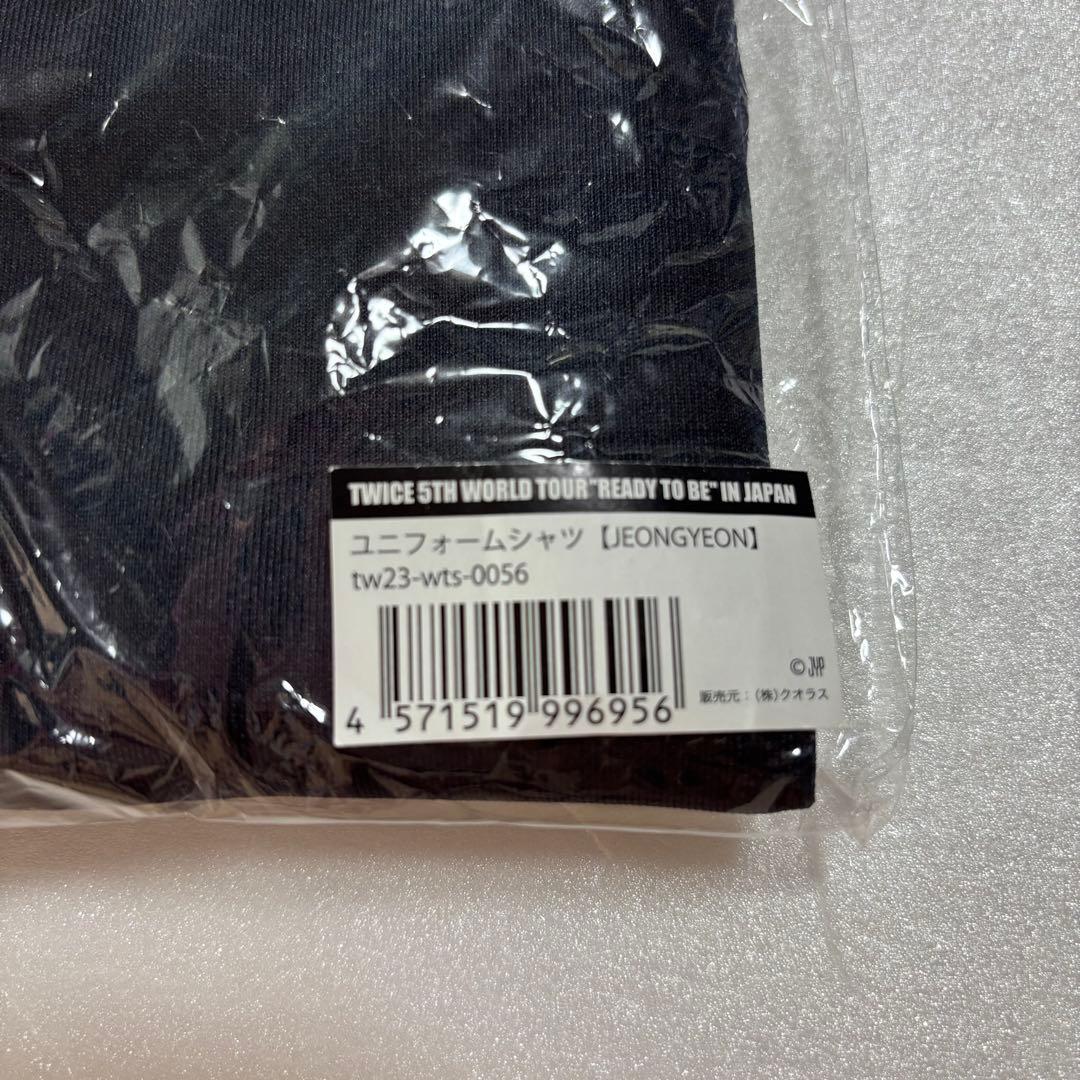 TWICE 5TH WORLD TOUR "READY TO BE" IN JAPAN
ユニフォームシャツ【JEONGYEON】
tw23-wts-0056
© JYP
販売元：(株)クオラス
4 571519 996956